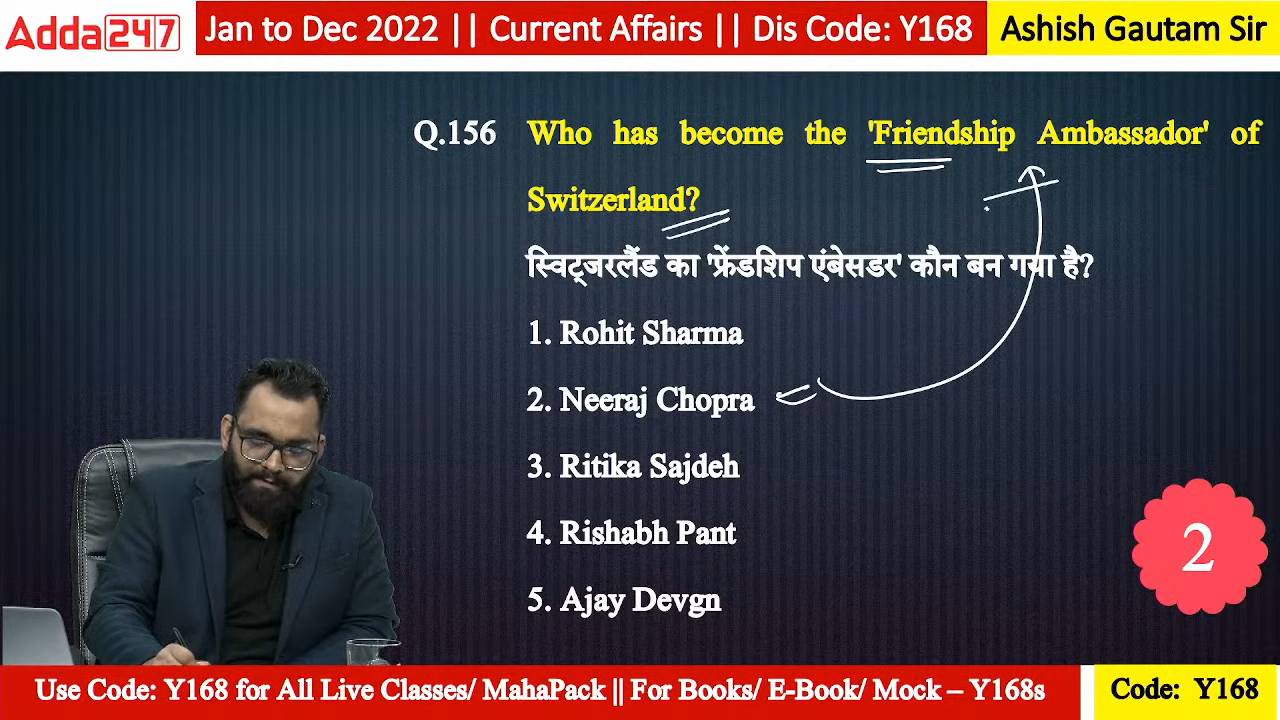 Adda247 Jan to Dec 2022 || Current Affairs || Dis Code: Y168 Ashish Gautam Sir
Q.156 Who has become the 'Friendship Ambassador' of
Switzerland?
स्विट्जरलैंड का 'फ्रेंडशिप एंबेसडर' कौन बन गया है?
1. Rohit Sharma
2. Neeraj Chopra
3. Ritika Sajdeh
4. Rishabh Pant
5. Ajay Devgn
2
Use Code: Y168 for All Live Classes/ MahaPack || For Books/ E-Book/ Mock – Y168s Code: Y168